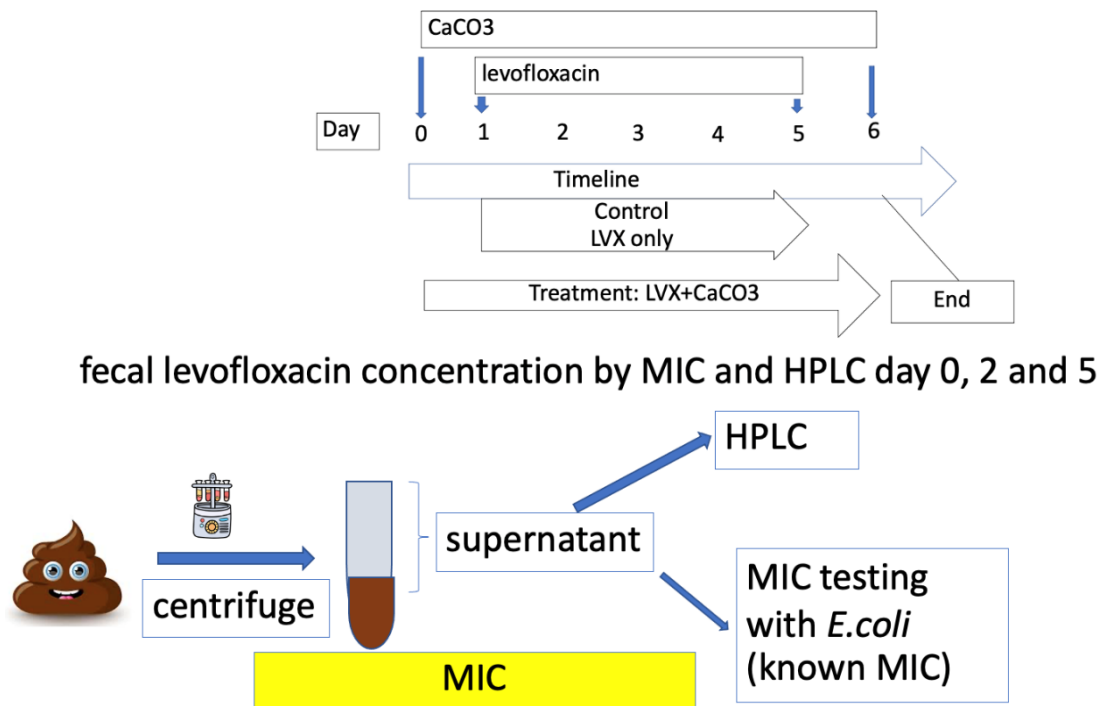 CaCO3
levofloxacin
Day 0 1 2 3 4 5 6
Timeline
Control
LVX only
Treatment: LVX+CaCO3
End
fecal levofloxacin concentration by MIC and HPLC day 0, 2 and 5
HPLC
supernatant
centrifuge
MIC testing
with E.coli
(known MIC)
MIC